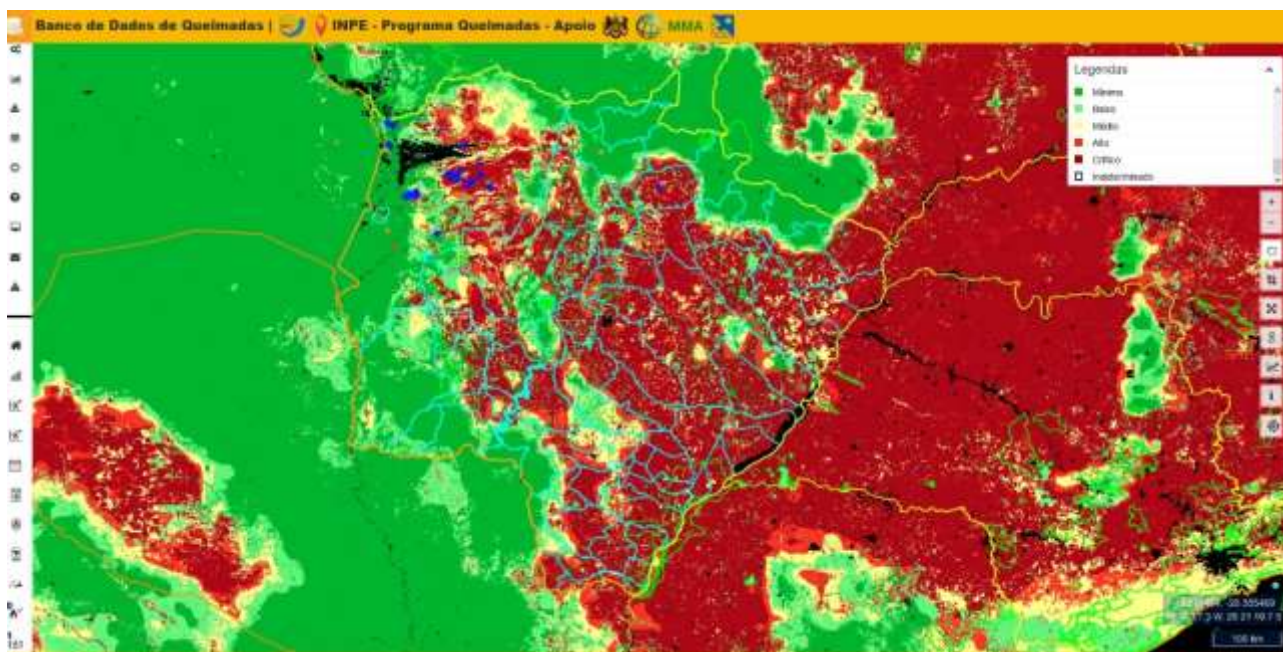 Banco de Dados de Queimadas | INPE - Programa Queimadas - Apoio MMA
Legendas
Mínimo
Baixo
Médio
Alto
Crítico
Indeterminado
100 km